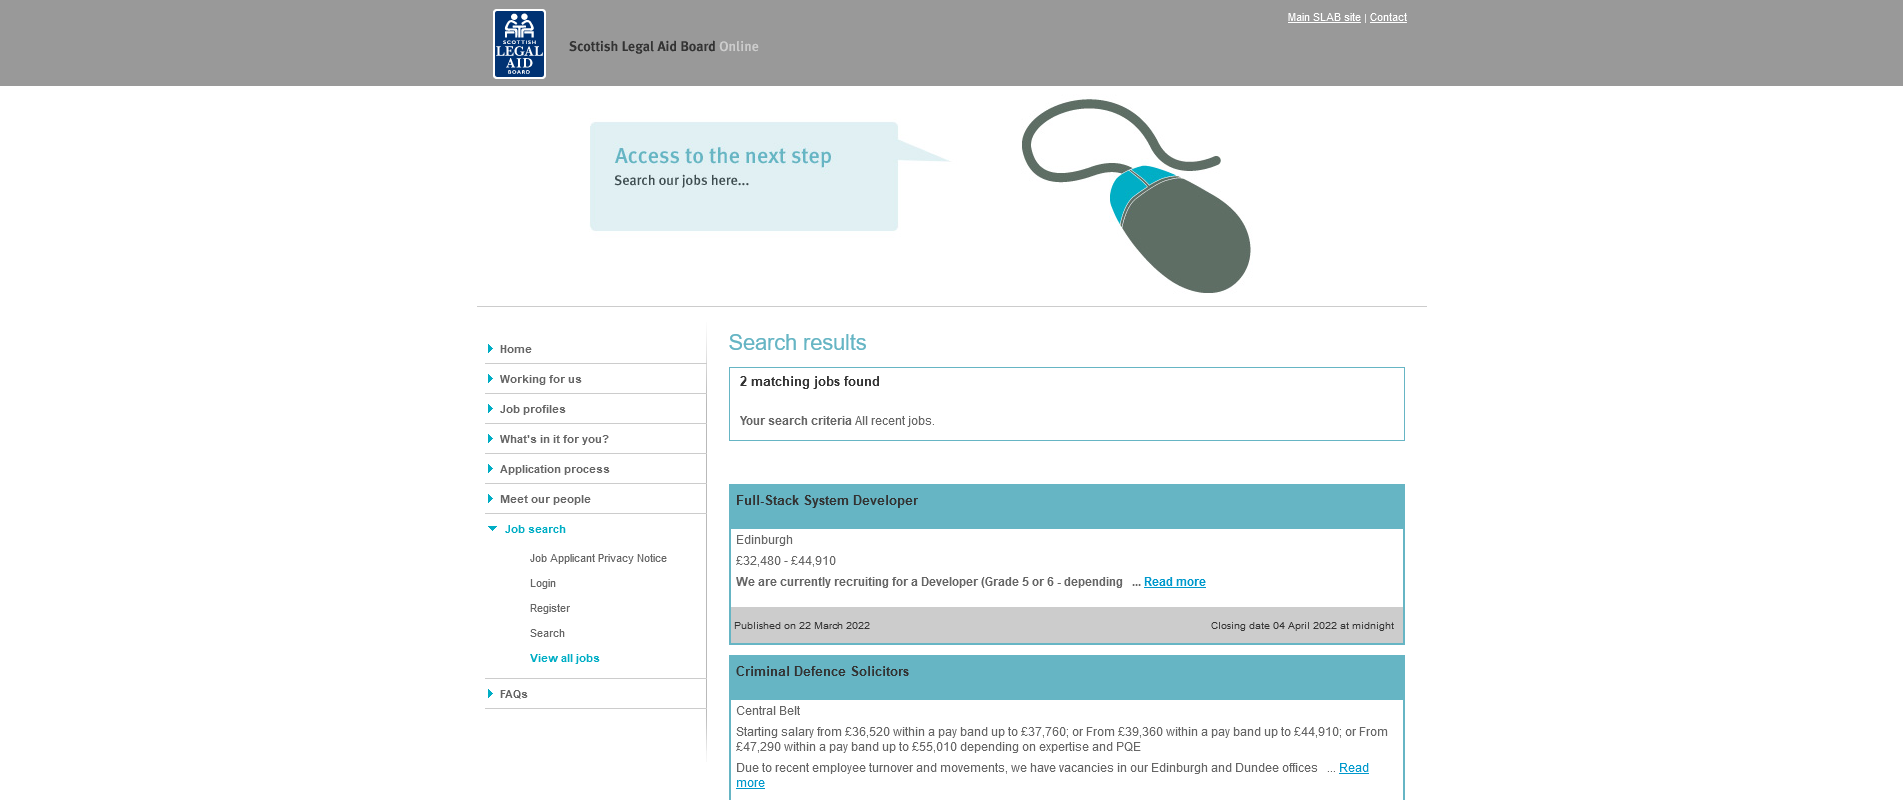 SCOTTISH
LEGAL
AID
BOARD
Scottish Legal Aid Board Online
Main SLAB site | Contact
Access to the next step
Search our jobs here...
Home
Working for us
Job profiles
What's in it for you?
Application process
Meet our people
Job search
Job Applicant Privacy Notice
Login
Register
Search
View all jobs
FAQs
Search results
2 matching jobs found
Your search criteria All recent jobs.
Full-Stack System Developer
Edinburgh
£32,480 - £44,910
We are currently recruiting for a Developer (Grade 5 or 6 - depending ... Read more
Published on 22 March 2022 Closing date 04 April 2022 at midnight
Criminal Defence Solicitors
Central Belt
Starting salary from £36,520 within a pay band up to £37,760; or From £39,360 within a pay band up to £44,910; or From
£47,290 within a pay band up to £55,010 depending on expertise and PQE
Due to recent employee turnover and movements, we have vacancies in our Edinburgh and Dundee offices ... Read
more